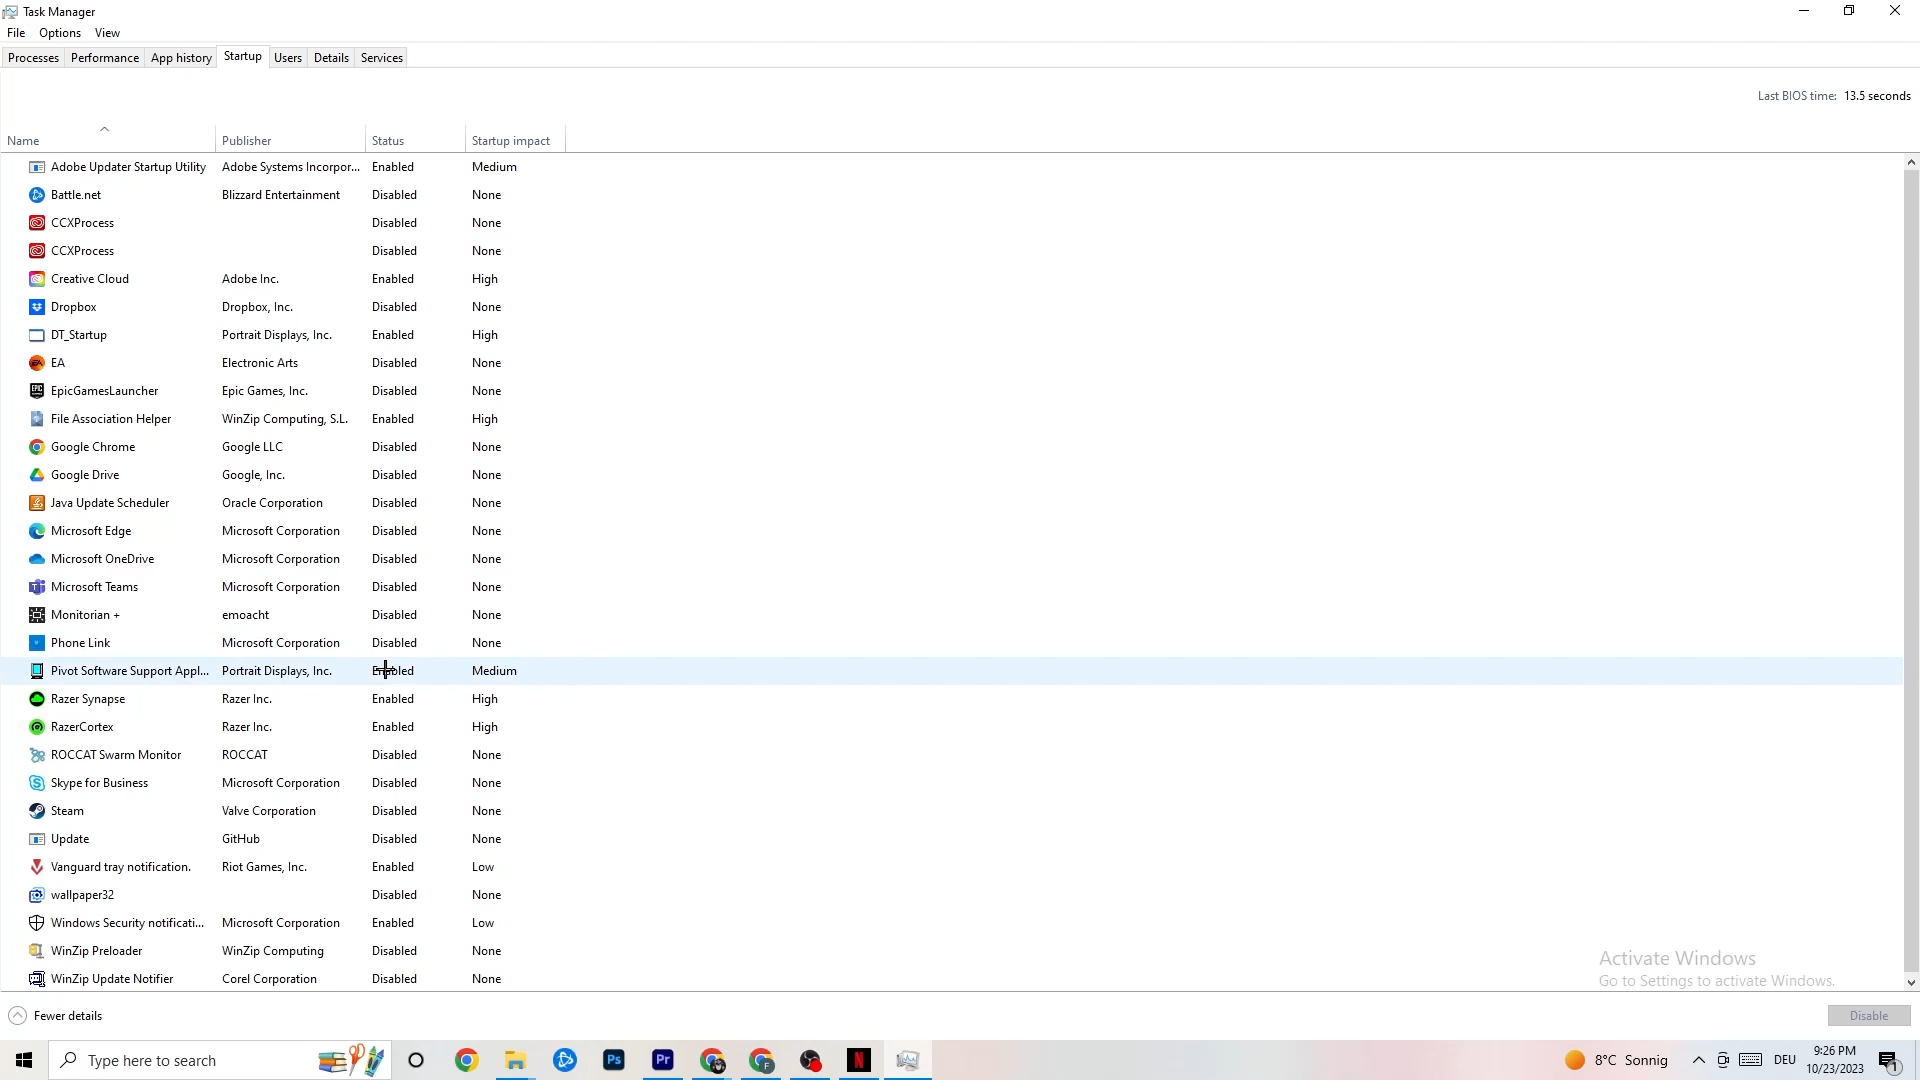 Task Manager
File Options View
Processes Performance App history Startup Users Details Services
Last BIOS time: 13.5 seconds
Name Publisher Status Startup impact
Adobe Updater Startup Utility Adobe Systems Incorpor... Enabled Medium
Battle.net Blizzard Entertainment Disabled None
CCXProcess Disabled None
CCXProcess Disabled None
Creative Cloud Adobe Inc. Enabled High
Dropbox Dropbox, Inc. Disabled None
DT_Startup Portrait Displays, Inc. Enabled High
EA Electronic Arts Disabled None
EpicGamesLauncher Epic Games, Inc. Disabled None
File Association Helper WinZip Computing, S.L. Enabled High
Google Chrome Google LLC Disabled None
Google Drive Google, Inc. Disabled None
Java Update Scheduler Oracle Corporation Disabled None
Microsoft Edge Microsoft Corporation Disabled None
Microsoft OneDrive Microsoft Corporation Disabled None
Microsoft Teams Microsoft Corporation Disabled None
Monitorian + emoacht Disabled None
Phone Link Microsoft Corporation Disabled None
Pivot Software Support Appl... Portrait Displays, Inc. Enabled Medium
Razer Synapse Razer Inc. Enabled High
RazerCortex Razer Inc. Enabled High
ROCCAT Swarm Monitor ROCCAT Disabled None
Skype for Business Microsoft Corporation Disabled None
Steam Valve Corporation Disabled None
Update GitHub Disabled None
Vanguard tray notification. Riot Games, Inc. Enabled Low
wallpaper32 Disabled None
Windows Security notificati... Microsoft Corporation Enabled Low
WinZip Preloader WinZip Computing Disabled None
WinZip Update Notifier Corel Corporation Disabled None
Activate Windows
Go to Settings to activate Windows.
Fewer details Disable
Type here to search Ps Pr F N 8°C Sonnig DEU 9:26 PM
10/23/2023 1